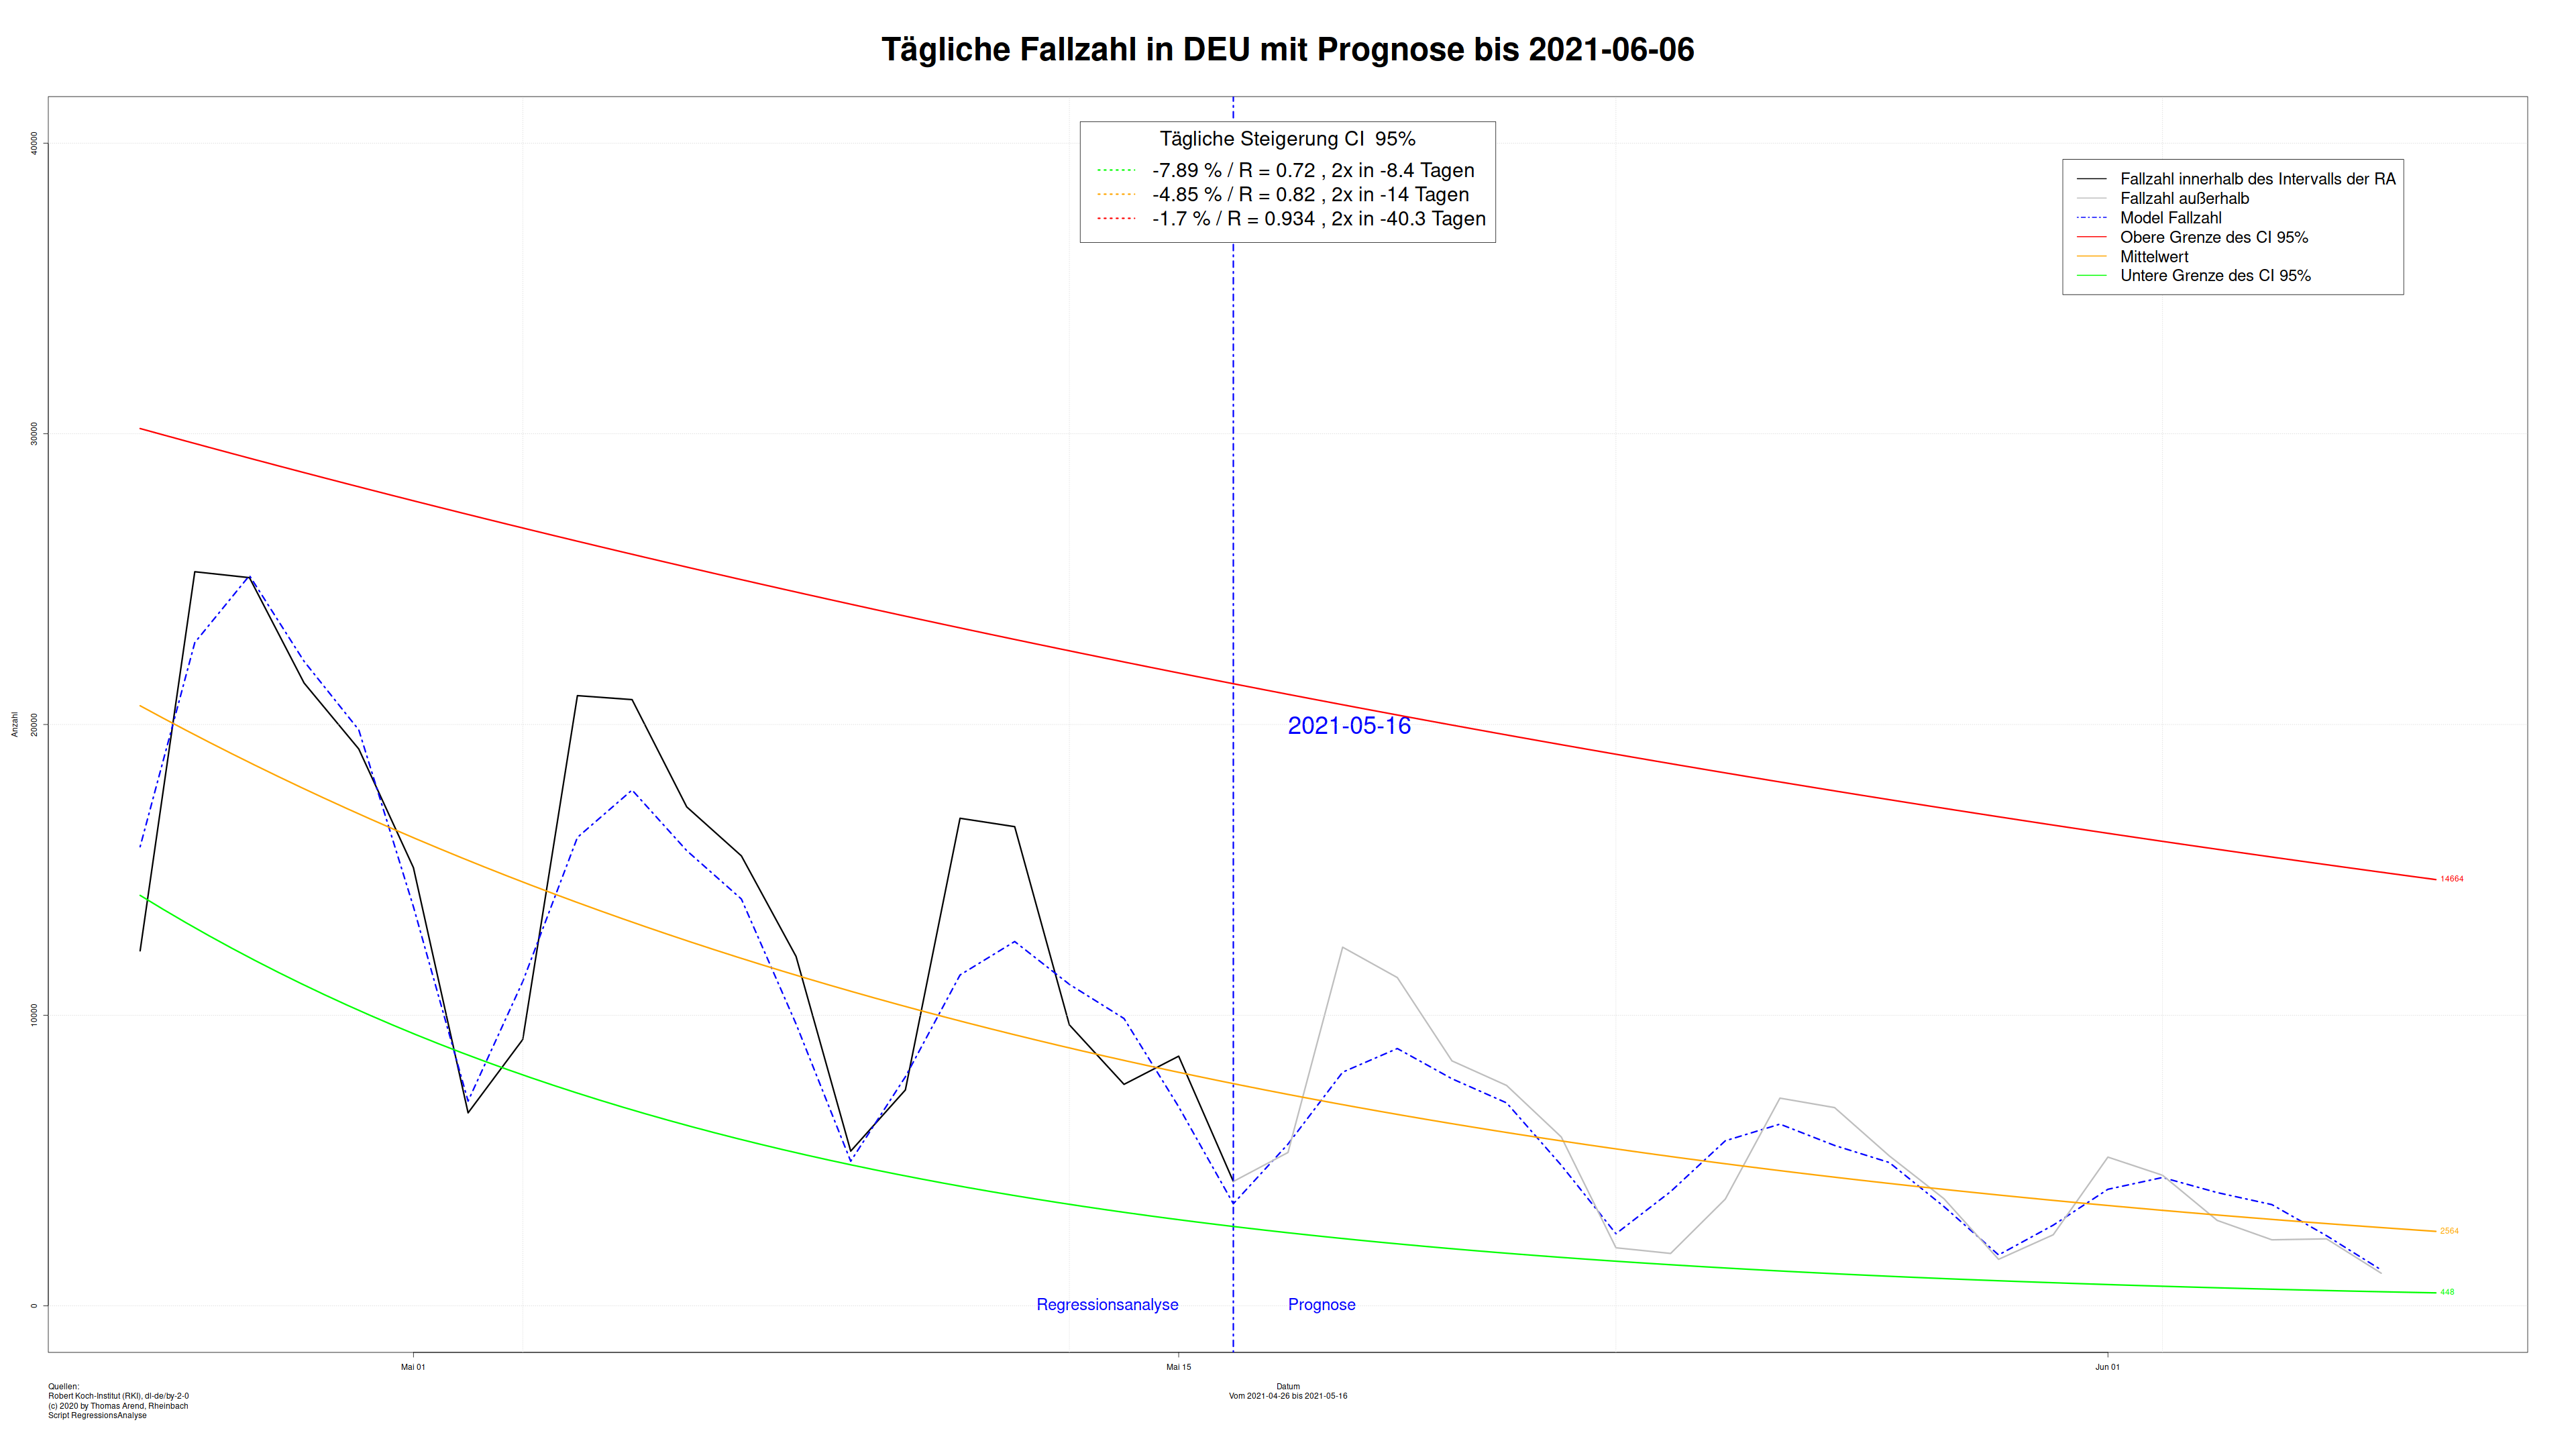 Tägliche Fallzahl in DEU mit Prognose bis 2021-06-06
Tägliche Steigerung CI  95%
-7.89 % / R = 0.72 , 2x in -8.4 Tagen
-4.85 % / R = 0.82 , 2x in -14 Tagen
-1.7 % / R = 0.934 , 2x in -40.3 Tagen
Fallzahl innerhalb des Intervalls der RA
Fallzahl außerhalb
Model Fallzahl
Obere Grenze des CI 95%
Mittelwert
Untere Grenze des CI 95%
40000
30000
20000
10000
0
Anzahl
2021-05-16
14664
2564
448
Regressionsanalyse
Prognose
Mai 01
Mai 15
Jun 01
Datum
Vom 2021-04-26 bis 2021-05-16
Quellen:
Robert Koch-Institut (RKI), dl-de/by-2-0
(c) 2020 by Thomas Arend, Rheinbach
Script RegressionsAnalyse